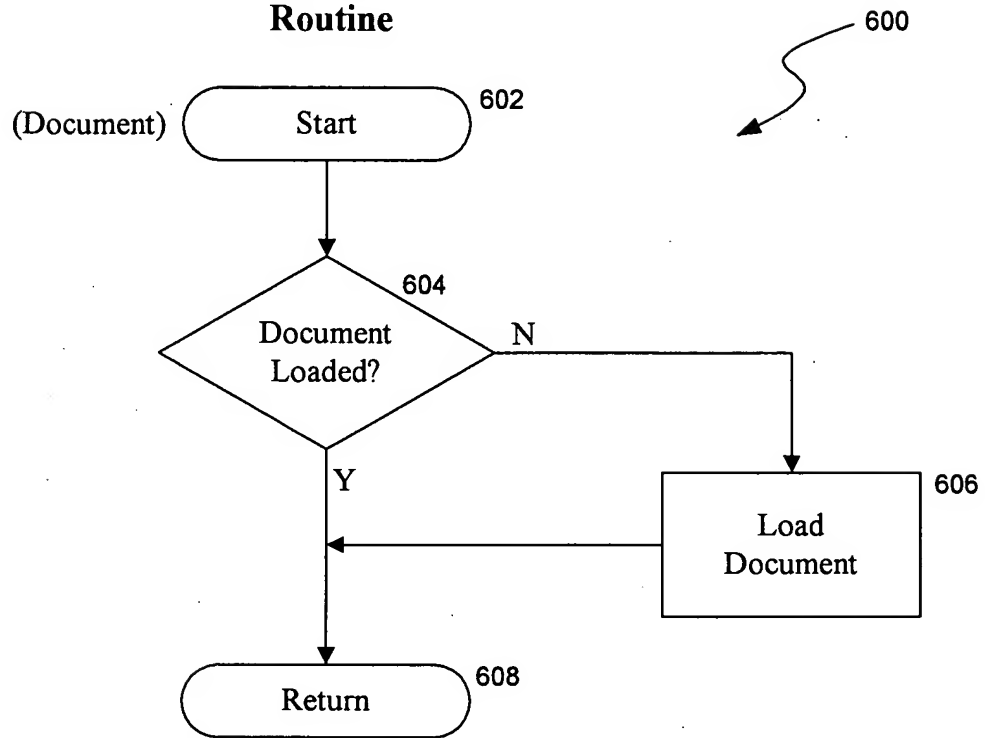 Routine
600
(Document)
Start
602
604
Document
Loaded?
N
Y
606
Load
Document
Return
608